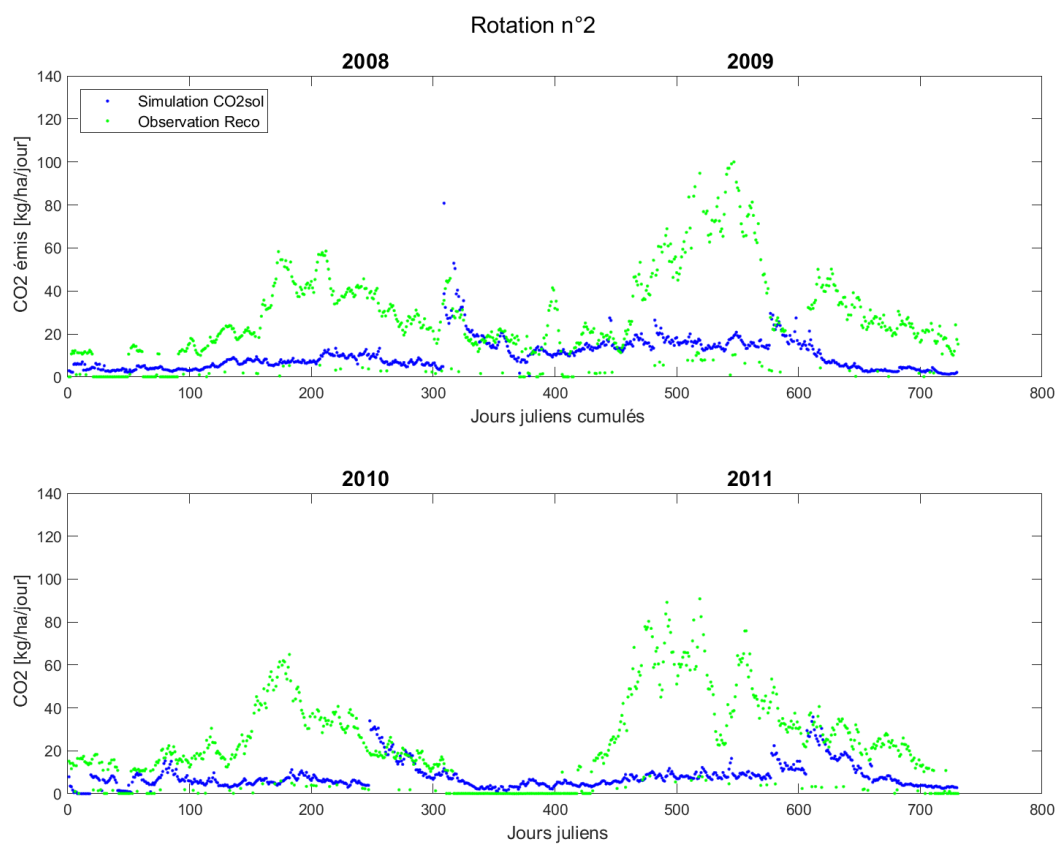 Rotation n°2
2008 2009
140
120
100
80
60
40
20
0
CO2 émis [kg/ha/jour]
Simulation CO2sol
Observation Reco
0 100 200 300 400 500 600 700 800
Jours juliens cumulés
2010 2011
140
120
100
80
60
40
20
0
CO2 [kg/ha/jour]
0 100 200 300 400 500 600 700 800
Jours juliens